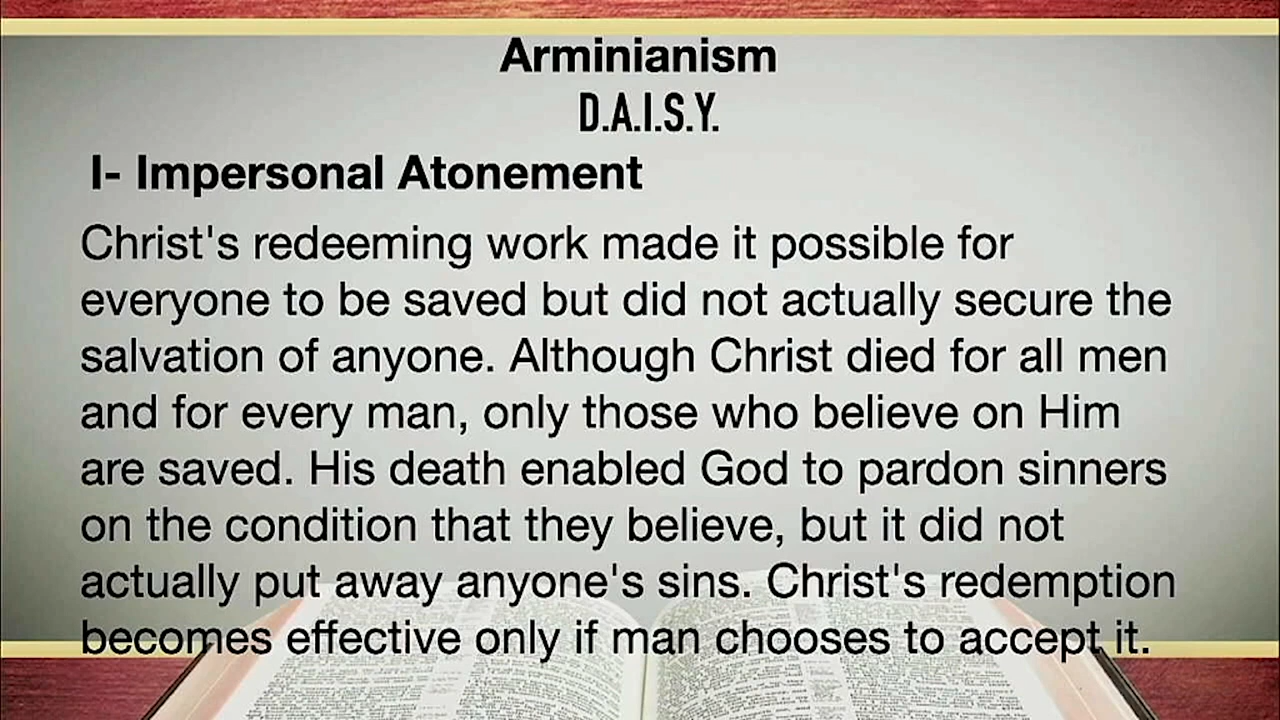 Arminianism
D.A.I.S.Y.
I- Impersonal Atonement
Christ's redeeming work made it possible for
everyone to be saved but did not actually secure the
salvation of anyone. Although Christ died for all men
and for every man, only those who believe on Him
are saved. His death enabled God to pardon sinners
on the condition that they believe, but it did not
actually put away anyone's sins. Christ's redemption
becomes effective only if man chooses to accept it.